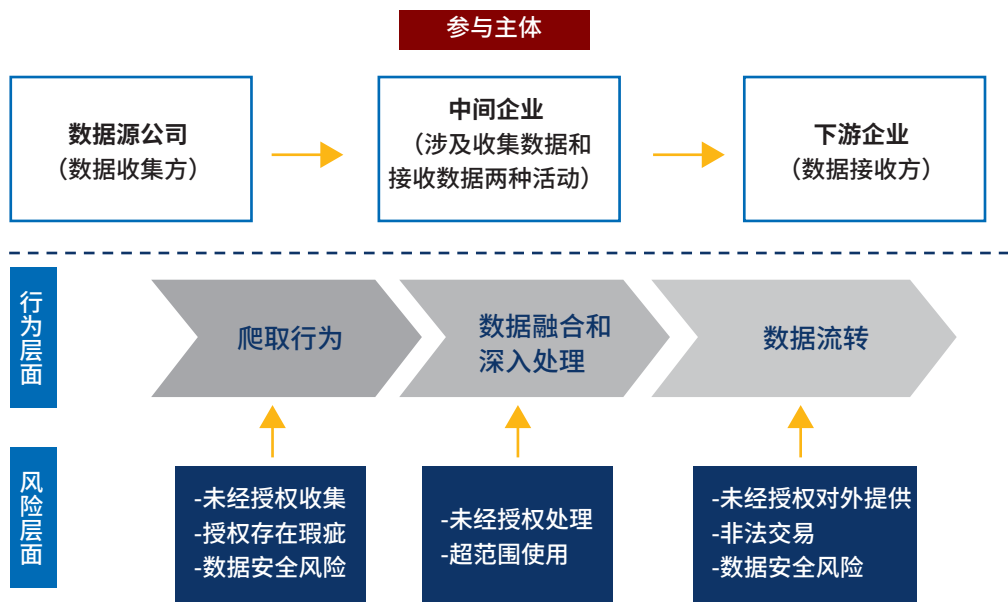 参与主体
数据源公司
（数据收集方）
中间企业
（涉及收集数据和
接收数据两种活动）
下游企业
（数据接收方）
行为层面
爬取行为
数据融合和
深入处理
数据流转
风险层面
-未经授权收集
-授权存在瑕疵
-数据安全风险
-未经授权处理
-超范围使用
-未经授权对外提供
-非法交易
-数据安全风险